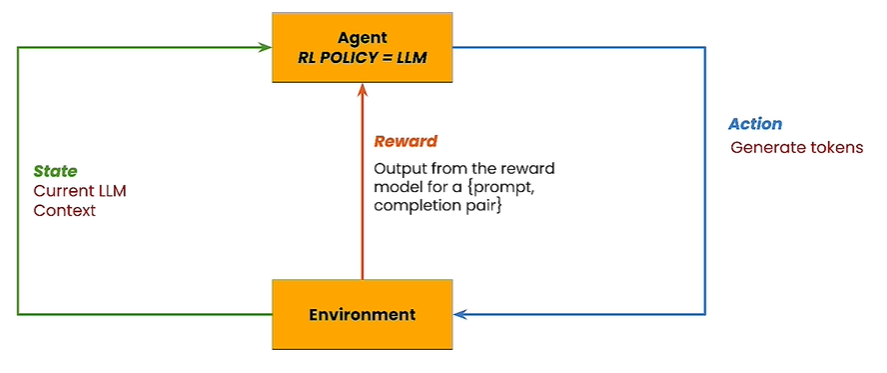 Agent
RL POLICY = LLM
Reward
Output from the reward
model for a {prompt,
completion pair}
State
Current LLM
Context
Action
Generate tokens
Environment